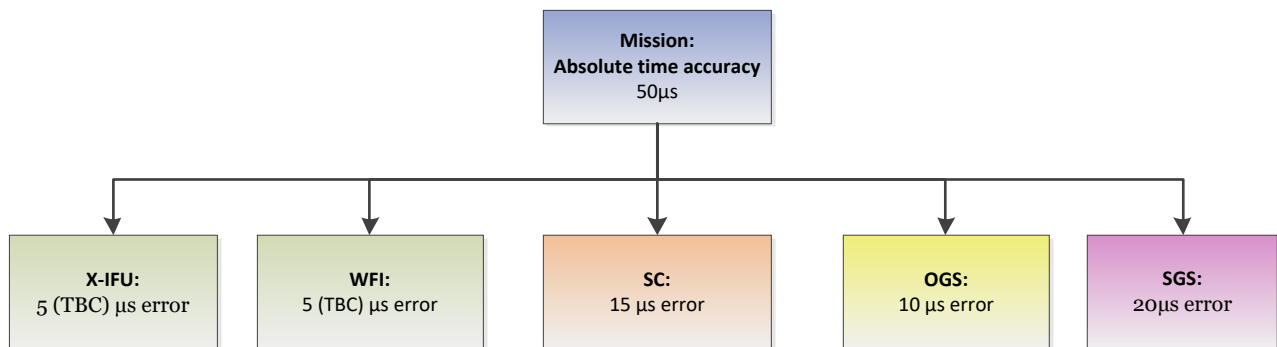 Mission:
Absolute time accuracy
50µs
X-IFU:
5 (TBC) µs error
WFI:
5 (TBC) µs error
SC:
15 µs error
OGS:
10 µs error
SGS:
20µs error